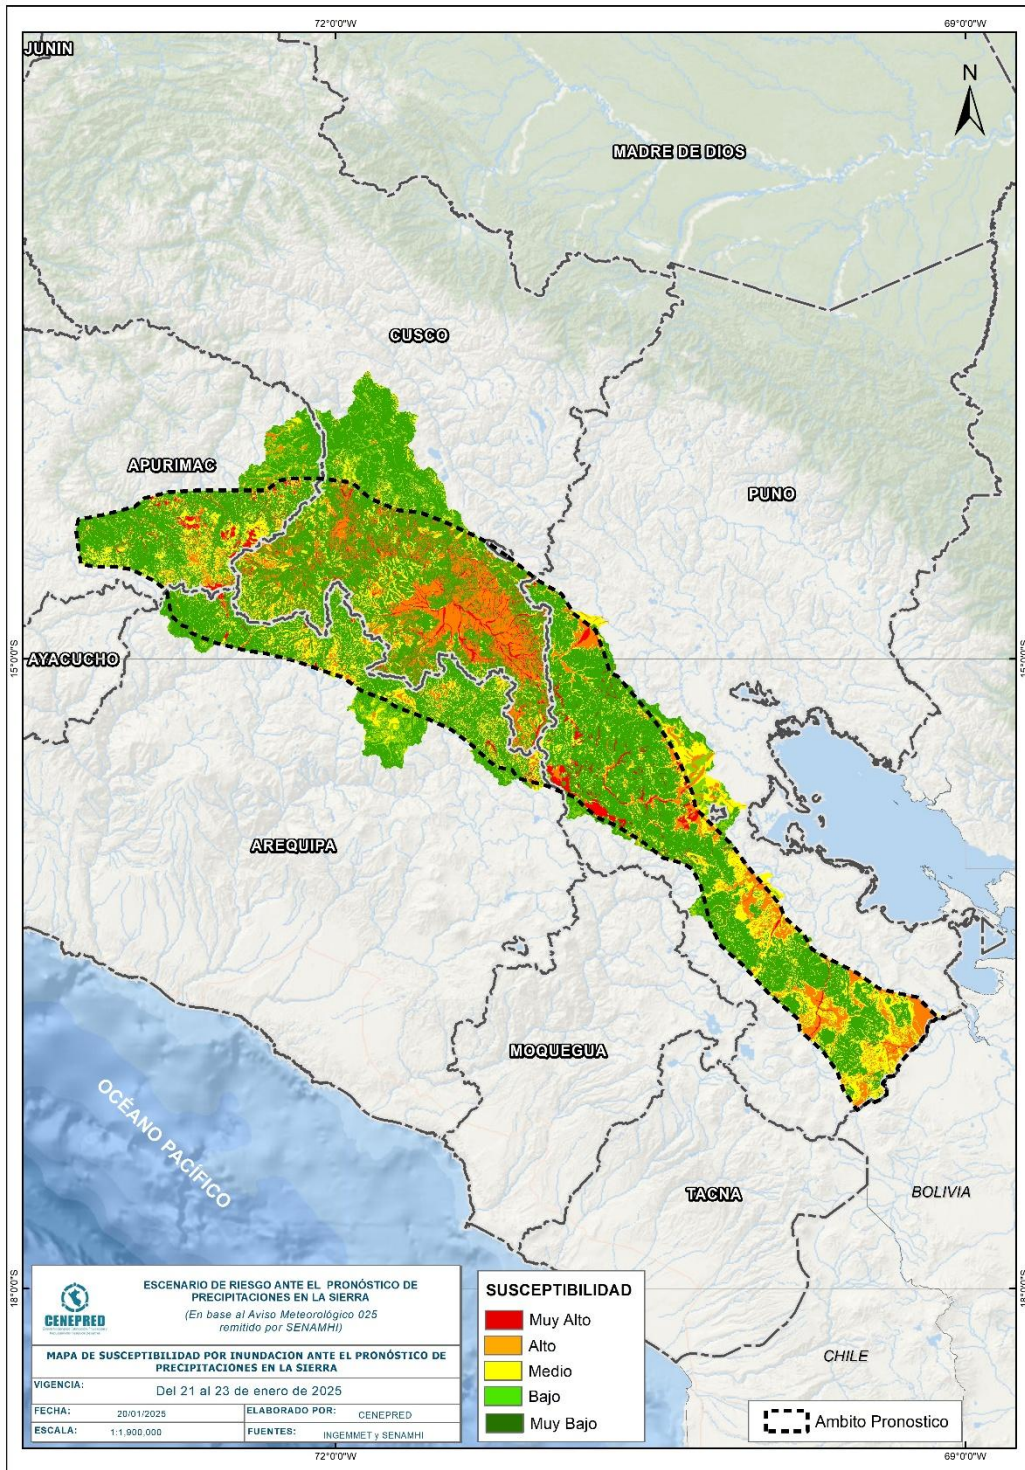 72°0'0"W
69°0'0"W
JUNIN
N
MADRE DE DIOS
CUSCO
APURIMAC
PUNO
15°0'0"S
AYACUCHO
15°0'0"S
AREQUIPA
MOQUEGUA
OCÉANO PACÍFICO
TACNA
BOLIVIA
18°0'0"S
18°0'0"S
CHILE
CENEPRED
ESCENARIO DE RIESGO ANTE EL PRONÓSTICO DE
PRECIPITACIONES EN LA SIERRA
(En base al Aviso Meteorológico 025
remitido por SENAMHI)
MAPA DE SUSCEPTIBILIDAD POR INUNDACIÓN ANTE EL PRONÓSTICO DE
PRECIPITACIONES EN LA SIERRA
VIGENCIA: Del 21 al 23 de enero de 2025
FECHA: 20/01/2025 ELABORADO POR: CENEPRED
ESCALA: 1:1,900,000 FUENTES: INGEMMET y SENAMHI
SUSCEPTIBILIDAD
Muy Alto
Alto
Medio
Bajo
Muy Bajo
Ambito Pronostico
72°0'0"W
69°0'0"W